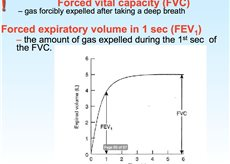 ! Forced vital capacity (FVC)
– gas forcibly expelled after taking a deep breath
Forced expiratory volume in 1 sec (FEV1)
– the amount of gas expelled during the 1st sec of
the FVC.
Expired volume (L)
6
5
4
3
2
1
FEV1
FVC
0 1 2 3 4 5 6